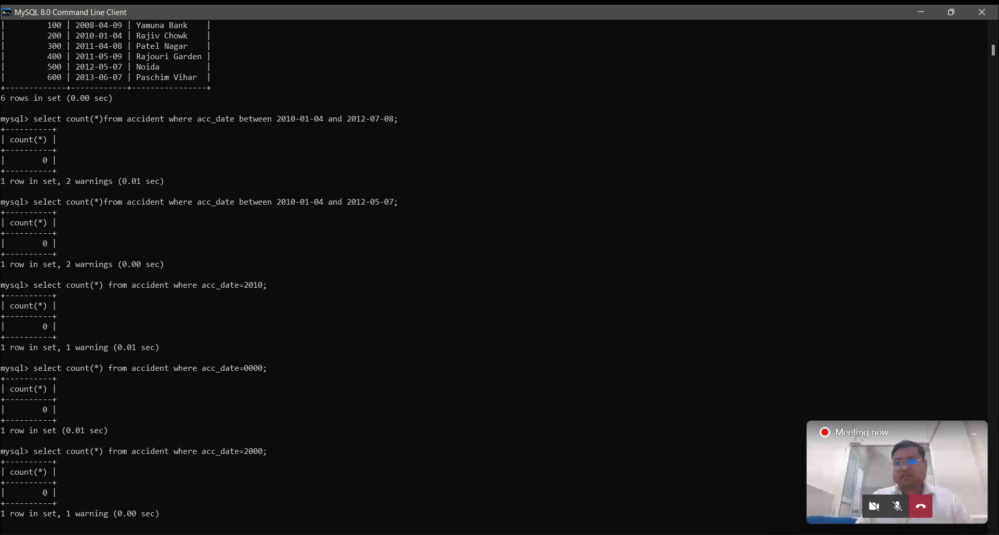 MySQL 8.0 Command Line Client
|         100 | 2008-04-09 | Yamuna Bank    |
|         200 | 2010-01-04 | Rajiv Chowk    |
|         300 | 2011-04-08 | Patel Nagar    |
|         400 | 2011-05-09 | Rajouri Garden |
|         500 | 2012-05-07 | Noida          |
|         600 | 2013-06-07 | Paschim Vihar  |
+-------------+------------+----------------+
6 rows in set (0.00 sec)
mysql> select count(*)from accident where acc_date between 2010-01-04 and 2012-07-08;
+----------+
| count(*) |
+----------+
|        0 |
+----------+
1 row in set, 2 warnings (0.01 sec)
mysql> select count(*)from accident where acc_date between 2010-01-04 and 2012-05-07;
+----------+
| count(*) |
+----------+
|        0 |
+----------+
1 row in set, 2 warnings (0.00 sec)
mysql> select count(*) from accident where acc_date=2010;
+----------+
| count(*) |
+----------+
|        0 |
+----------+
1 row in set, 1 warning (0.01 sec)
mysql> select count(*) from accident where acc_date=0000;
+----------+
| count(*) |
+----------+
|        0 |
+----------+
1 row in set (0.01 sec)
mysql> select count(*) from accident where acc_date=2000;
+----------+
| count(*) |
+----------+
|        0 |
+----------+
1 row in set, 1 warning (0.00 sec)
Meeting now